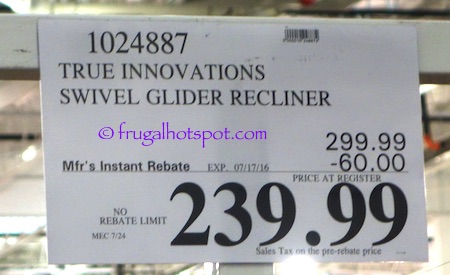 1024887
TRUE INNOVATIONS
SWIVEL GLIDER RECLINER
© frugalhotspot.com
299.99
Mfr's Instant Rebate EXP. 07/17/16 -60.00
PRICE AT REGISTER
NO
REBATE LIMIT
239.99
MEC 7/24
Sales Tax on the pre-rebate price